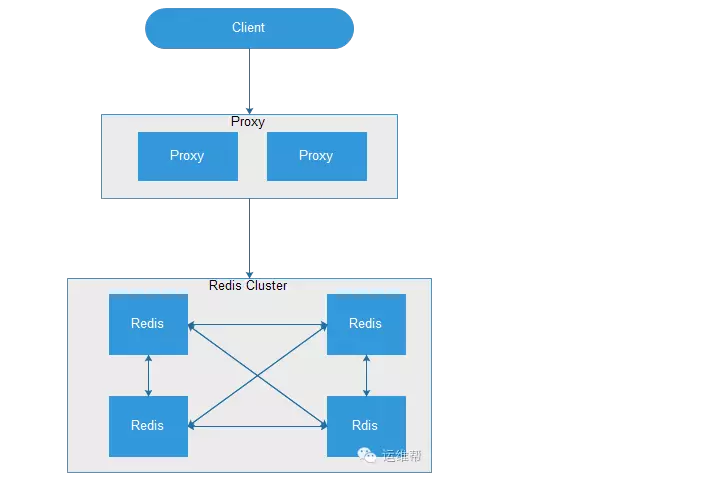 Client
Proxy
Proxy Proxy
Redis Cluster
Redis Redis
Redis Rdis
运维帮